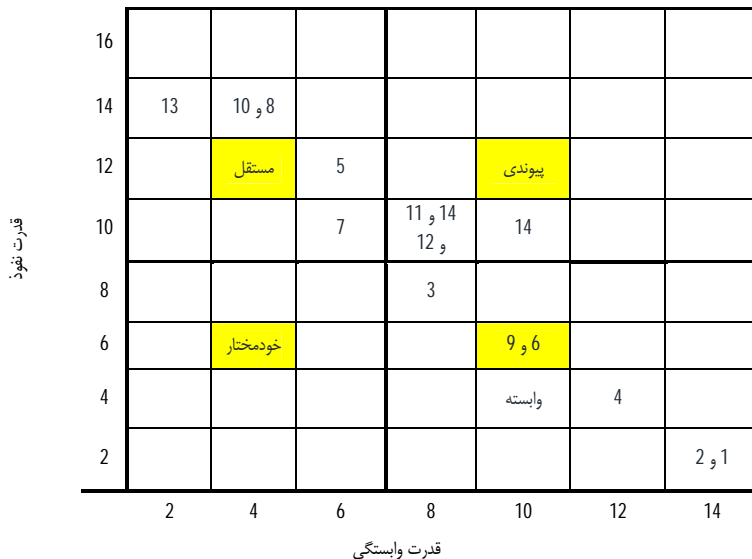 16
14 13 8 و 10
12 مستقل 5 پیوندی
10 7 14 و 11 14
و 12
8 3
6 خودمختار 6 و 9
4 وابسته 4
2 1 و 2
2 4 6 8 10 12 14
قدرت وابستگی
قدرت نفوذ